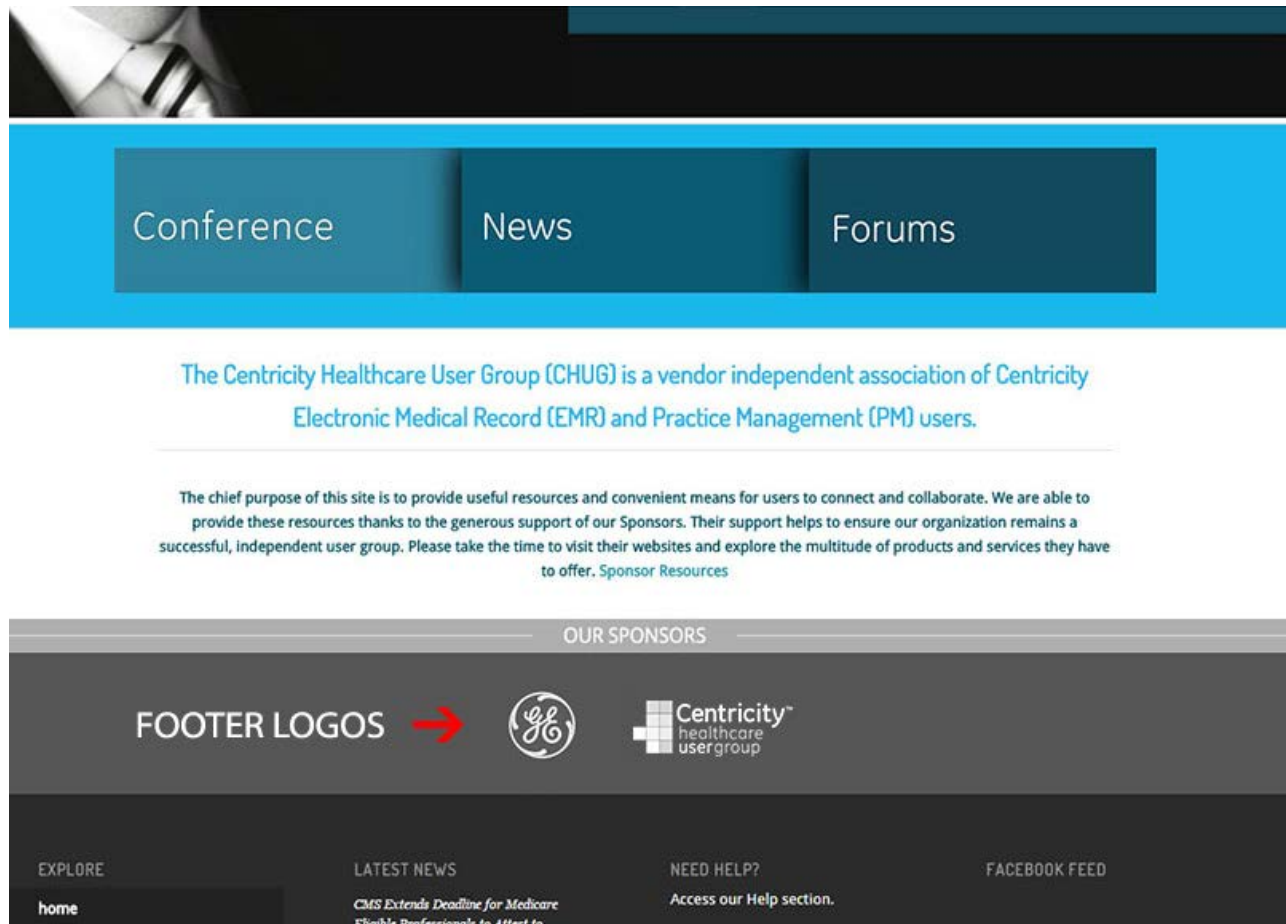 Conference
News
Forums
The Centricity Healthcare User Group (CHUG) is a vendor independent association of Centricity
Electronic Medical Record (EMR) and Practice Management (PM) users.
The chief purpose of this site is to provide useful resources and convenient means for users to connect and collaborate. We are able to
provide these resources thanks to the generous support of our Sponsors. Their support helps to ensure our organization remains a
successful, independent user group. Please take the time to visit their websites and explore the multitude of products and services they have
to offer. Sponsor Resources
OUR SPONSORS
FOOTER LOGOS
GE
Centricity™
healthcare
usergroup
EXPLORE
home
LATEST NEWS
CMS Extends Deadline for Medicare
Eligible Professionals to Attest to
NEED HELP?
Access our Help section.
FACEBOOK FEED